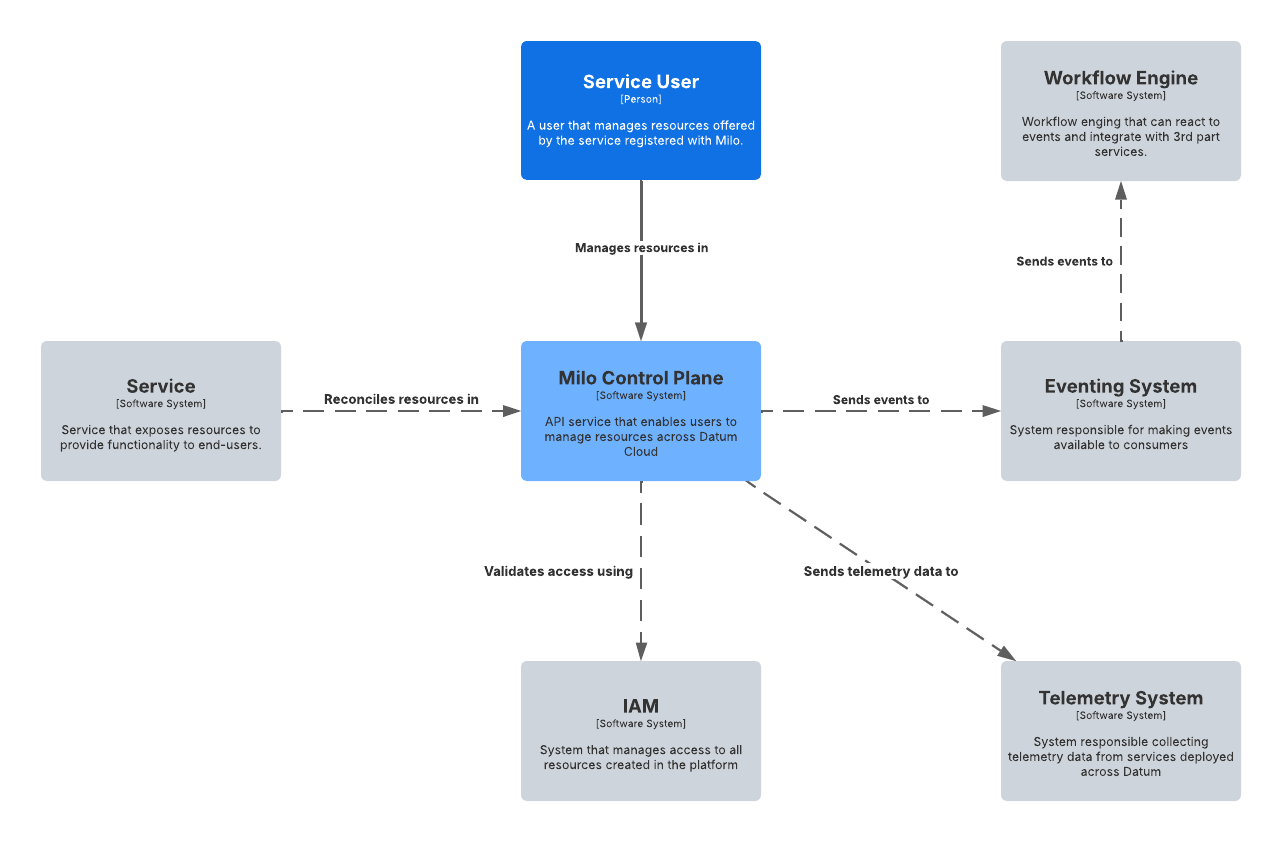 Service User
[Person]
A user that manages resources offered
by the service registered with Milo.
Workflow Engine
[Software System]
Workflow enging that can react to
events and integrate with 3rd part
services.
Manages resources in
Sends events to
Service
[Software System]
Service that exposes resources to
provide functionality to end-users.
Reconciles resources in
Milo Control Plane
[Software System]
API service that enables users to
manage resources across Datum
Cloud
Sends events to
Eventing System
[Software System]
System responsible for making events
available to consumers
Validates access using
Sends telemetry data to
IAM
[Software System]
System that manages access to all
resources created in the platform
Telemetry System
[Software System]
System responsible collecting
telemetry data from services deployed
across Datum